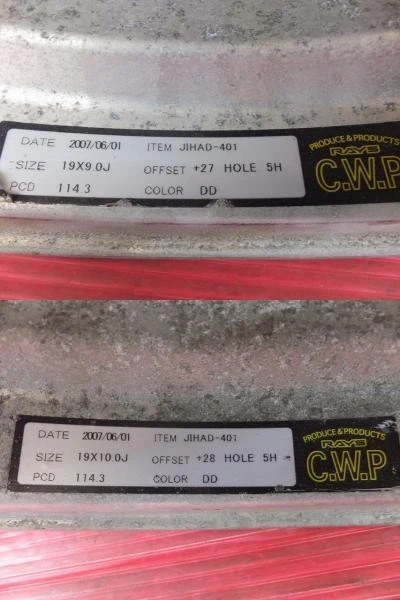 DATE 2007/06/01 ITEM JIHAD-401
SIZE 19X9.0J OFFSET +27 HOLE 5H
PCD 114.3 COLOR DD
PRODUCE & PRODUCTS
RAYS
C.W.P
DATE 2007/06/01 ITEM JIHAD-401
SIZE 19X10.0J OFFSET +28 HOLE 5H
PCD 114.3 COLOR DD
PRODUCE & PRODUCTS
RAYS
C.W.P